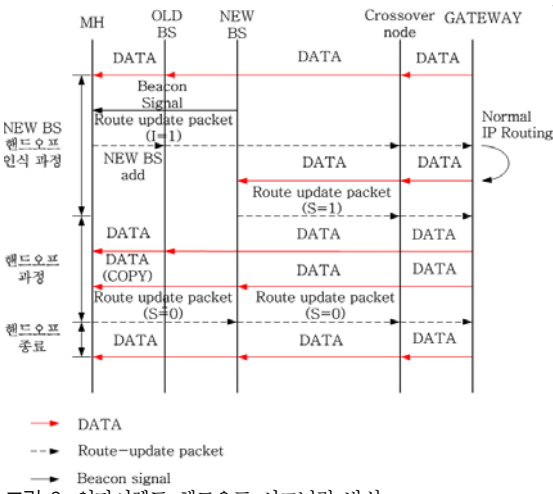 MH
OLD
BS
NEW
BS
Crossover
node
GATEWAY
DATA
DATA
DATA
Beacon
Signal
Route update packet
(I=1)
Normal
IP Routing
NEW BS
핸드오프
인식 과정
NEW BS
add
DATA
DATA
Route update packet
(S=1)
DATA
DATA
DATA
핸드오프
과정
DATA
(COPY)
DATA
DATA
Route update packet
(S=0)
Route update packet
(S=0)
핸드오프
종료
DATA
DATA
DATA
DATA
Route-update packet
Beacon signal